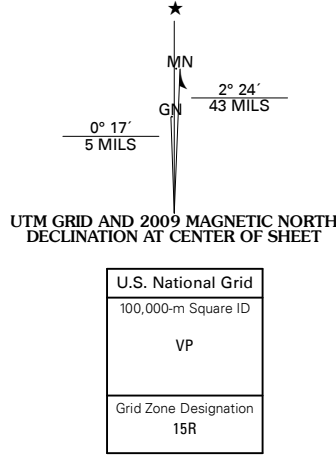 ★
MN
GN
2° 24´
43 MILS
0° 17´
5 MILS
UTM GRID AND 2009 MAGNETIC NORTH
DECLINATION AT CENTER OF SHEET
U.S. National Grid
100,000-m Square ID
VP
Grid Zone Designation
15R